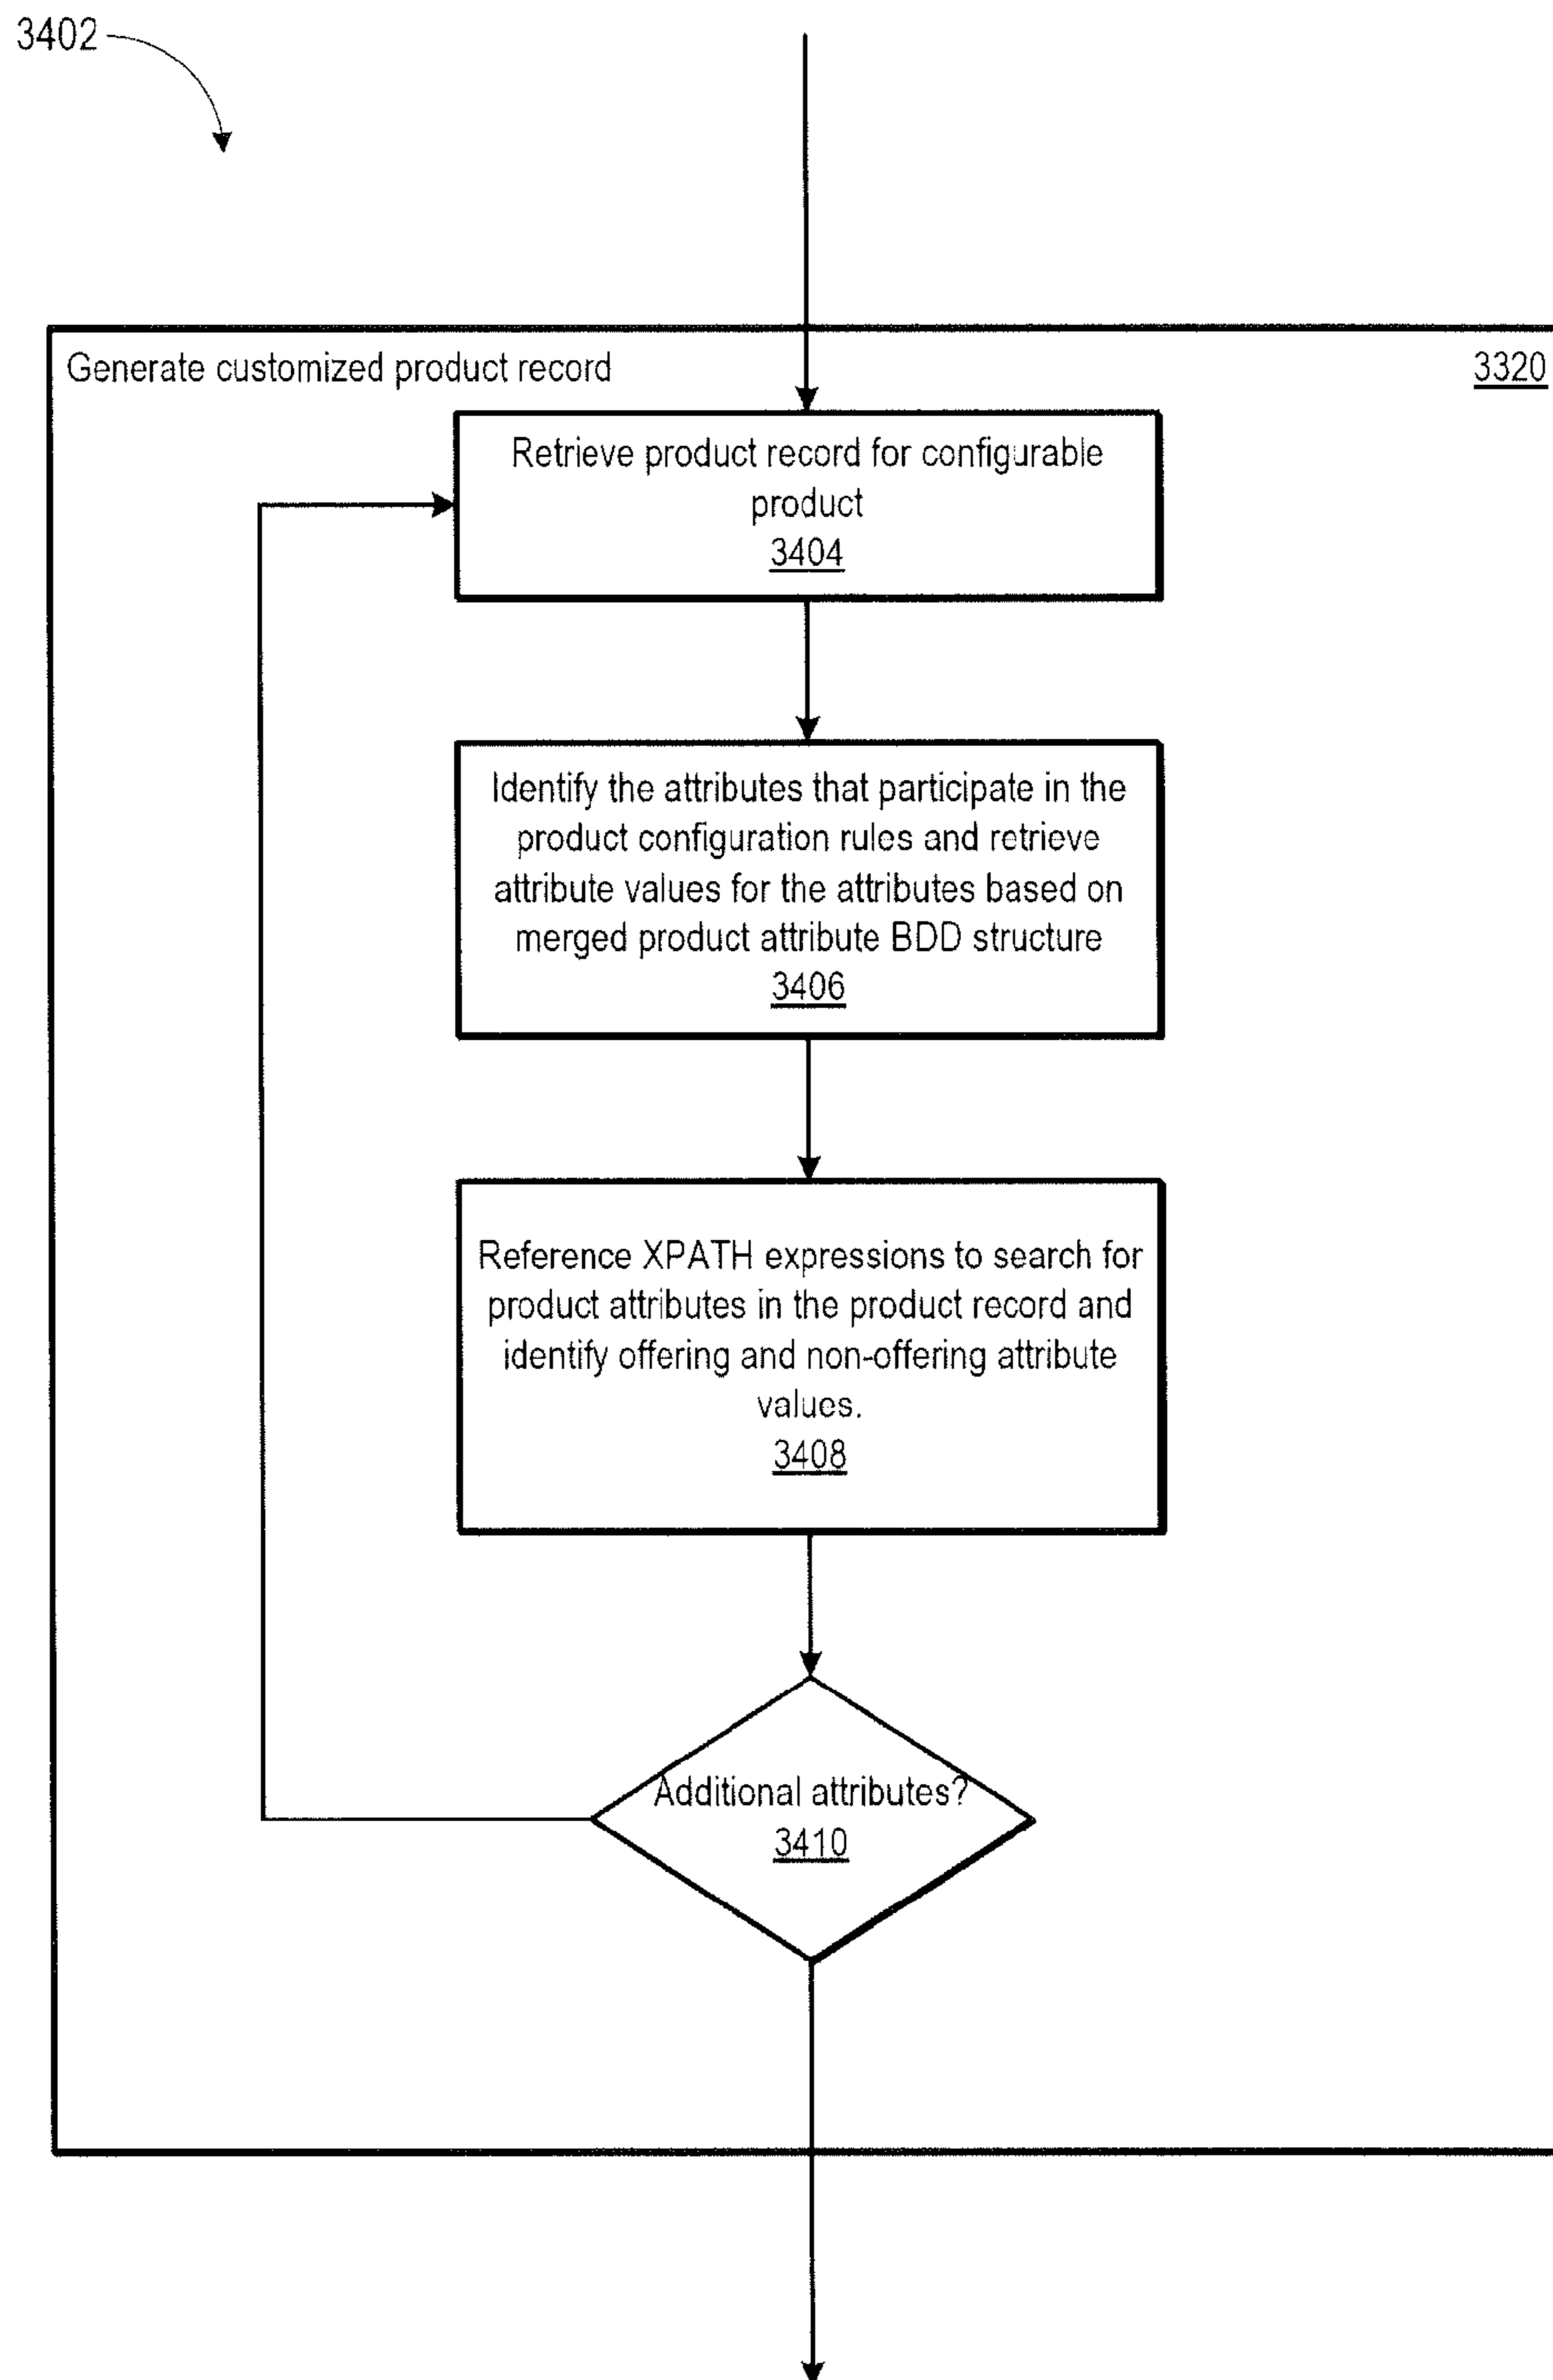 3402
Generate customized product record
3320
Retrieve product record for configurable
product
3404
Identify the attributes that participate in the
product configuration rules and retrieve
attribute values for the attributes based on
merged product attribute BDD structure
3406
Reference XPATH expressions to search for
product attributes in the product record and
identify offering and non-offering attribute
values.
3408
Additional attributes?
3410